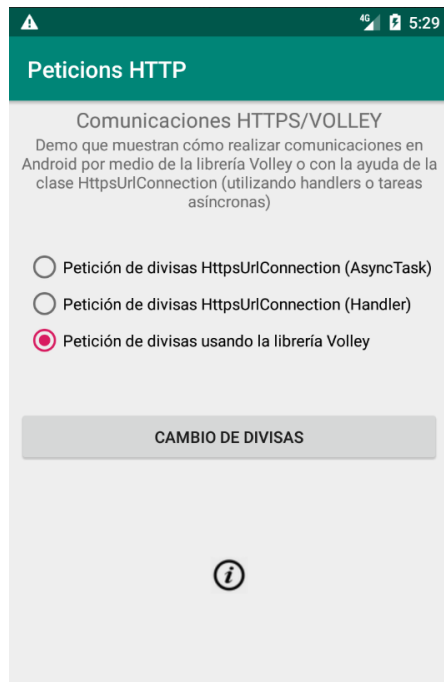 4G 5:29
Peticions HTTP
Comunicaciones HTTPS/VOLLEY
Demo que muestran cómo realizar comunicaciones en
Android por medio de la librería Volley o con la ayuda de la
clase HttpsUrlConnection (utilizando handlers o tareas
asíncronas)
Petición de divisas HttpsUrlConnection (AsyncTask)
Petición de divisas HttpsUrlConnection (Handler)
Petición de divisas usando la librería Volley
CAMBIO DE DIVISAS
i